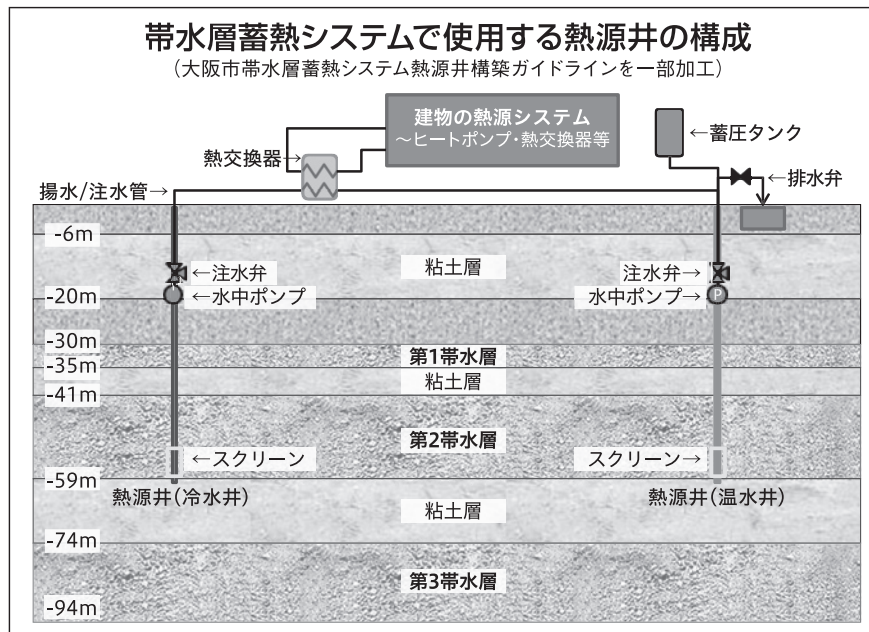 帯水層蓄熱システムで使用する熱源井の構成
(大阪市帯水層蓄熱システム熱源井構築ガイドラインを一部加工)
建物の熱源システム
～ヒートポンプ・熱交換器等
←蓄圧タンク
熱交換器→
揚水/注水管→
←排水弁
-6m
粘土層
←注水弁
注水弁→
←水中ポンプ
水中ポンプ→
P
-20m
-30m
第1帯水層
-35m
粘土層
-41m
第2帯水層
←スクリーン
スクリーン→
-59m
熱源井(冷水井)
熱源井(温水井)
粘土層
-74m
第3帯水層
-94m